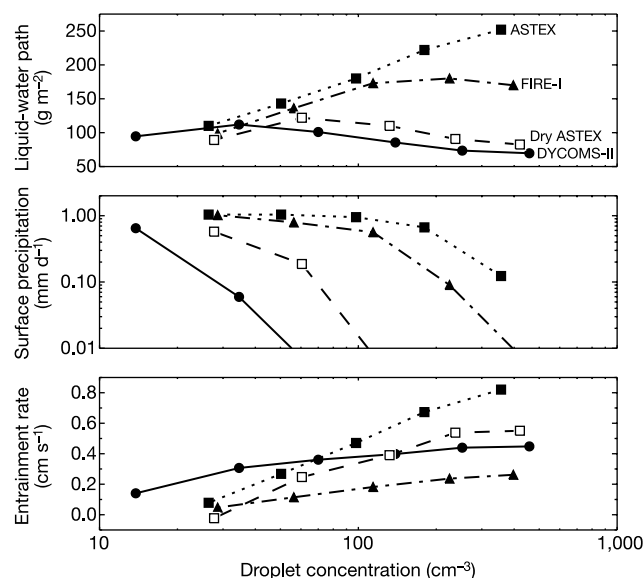 Liquid-water path
(g m⁻²)
250
200
150
100
50
ASTEX
FIRE-I
Dry ASTEX
DYCOMS-II
Surface precipitation
(mm d⁻¹)
1.00
0.10
0.01
Entrainment rate
(cm s⁻¹)
0.8
0.6
0.4
0.2
0.0
10
100
1,000
Droplet concentration (cm⁻³)